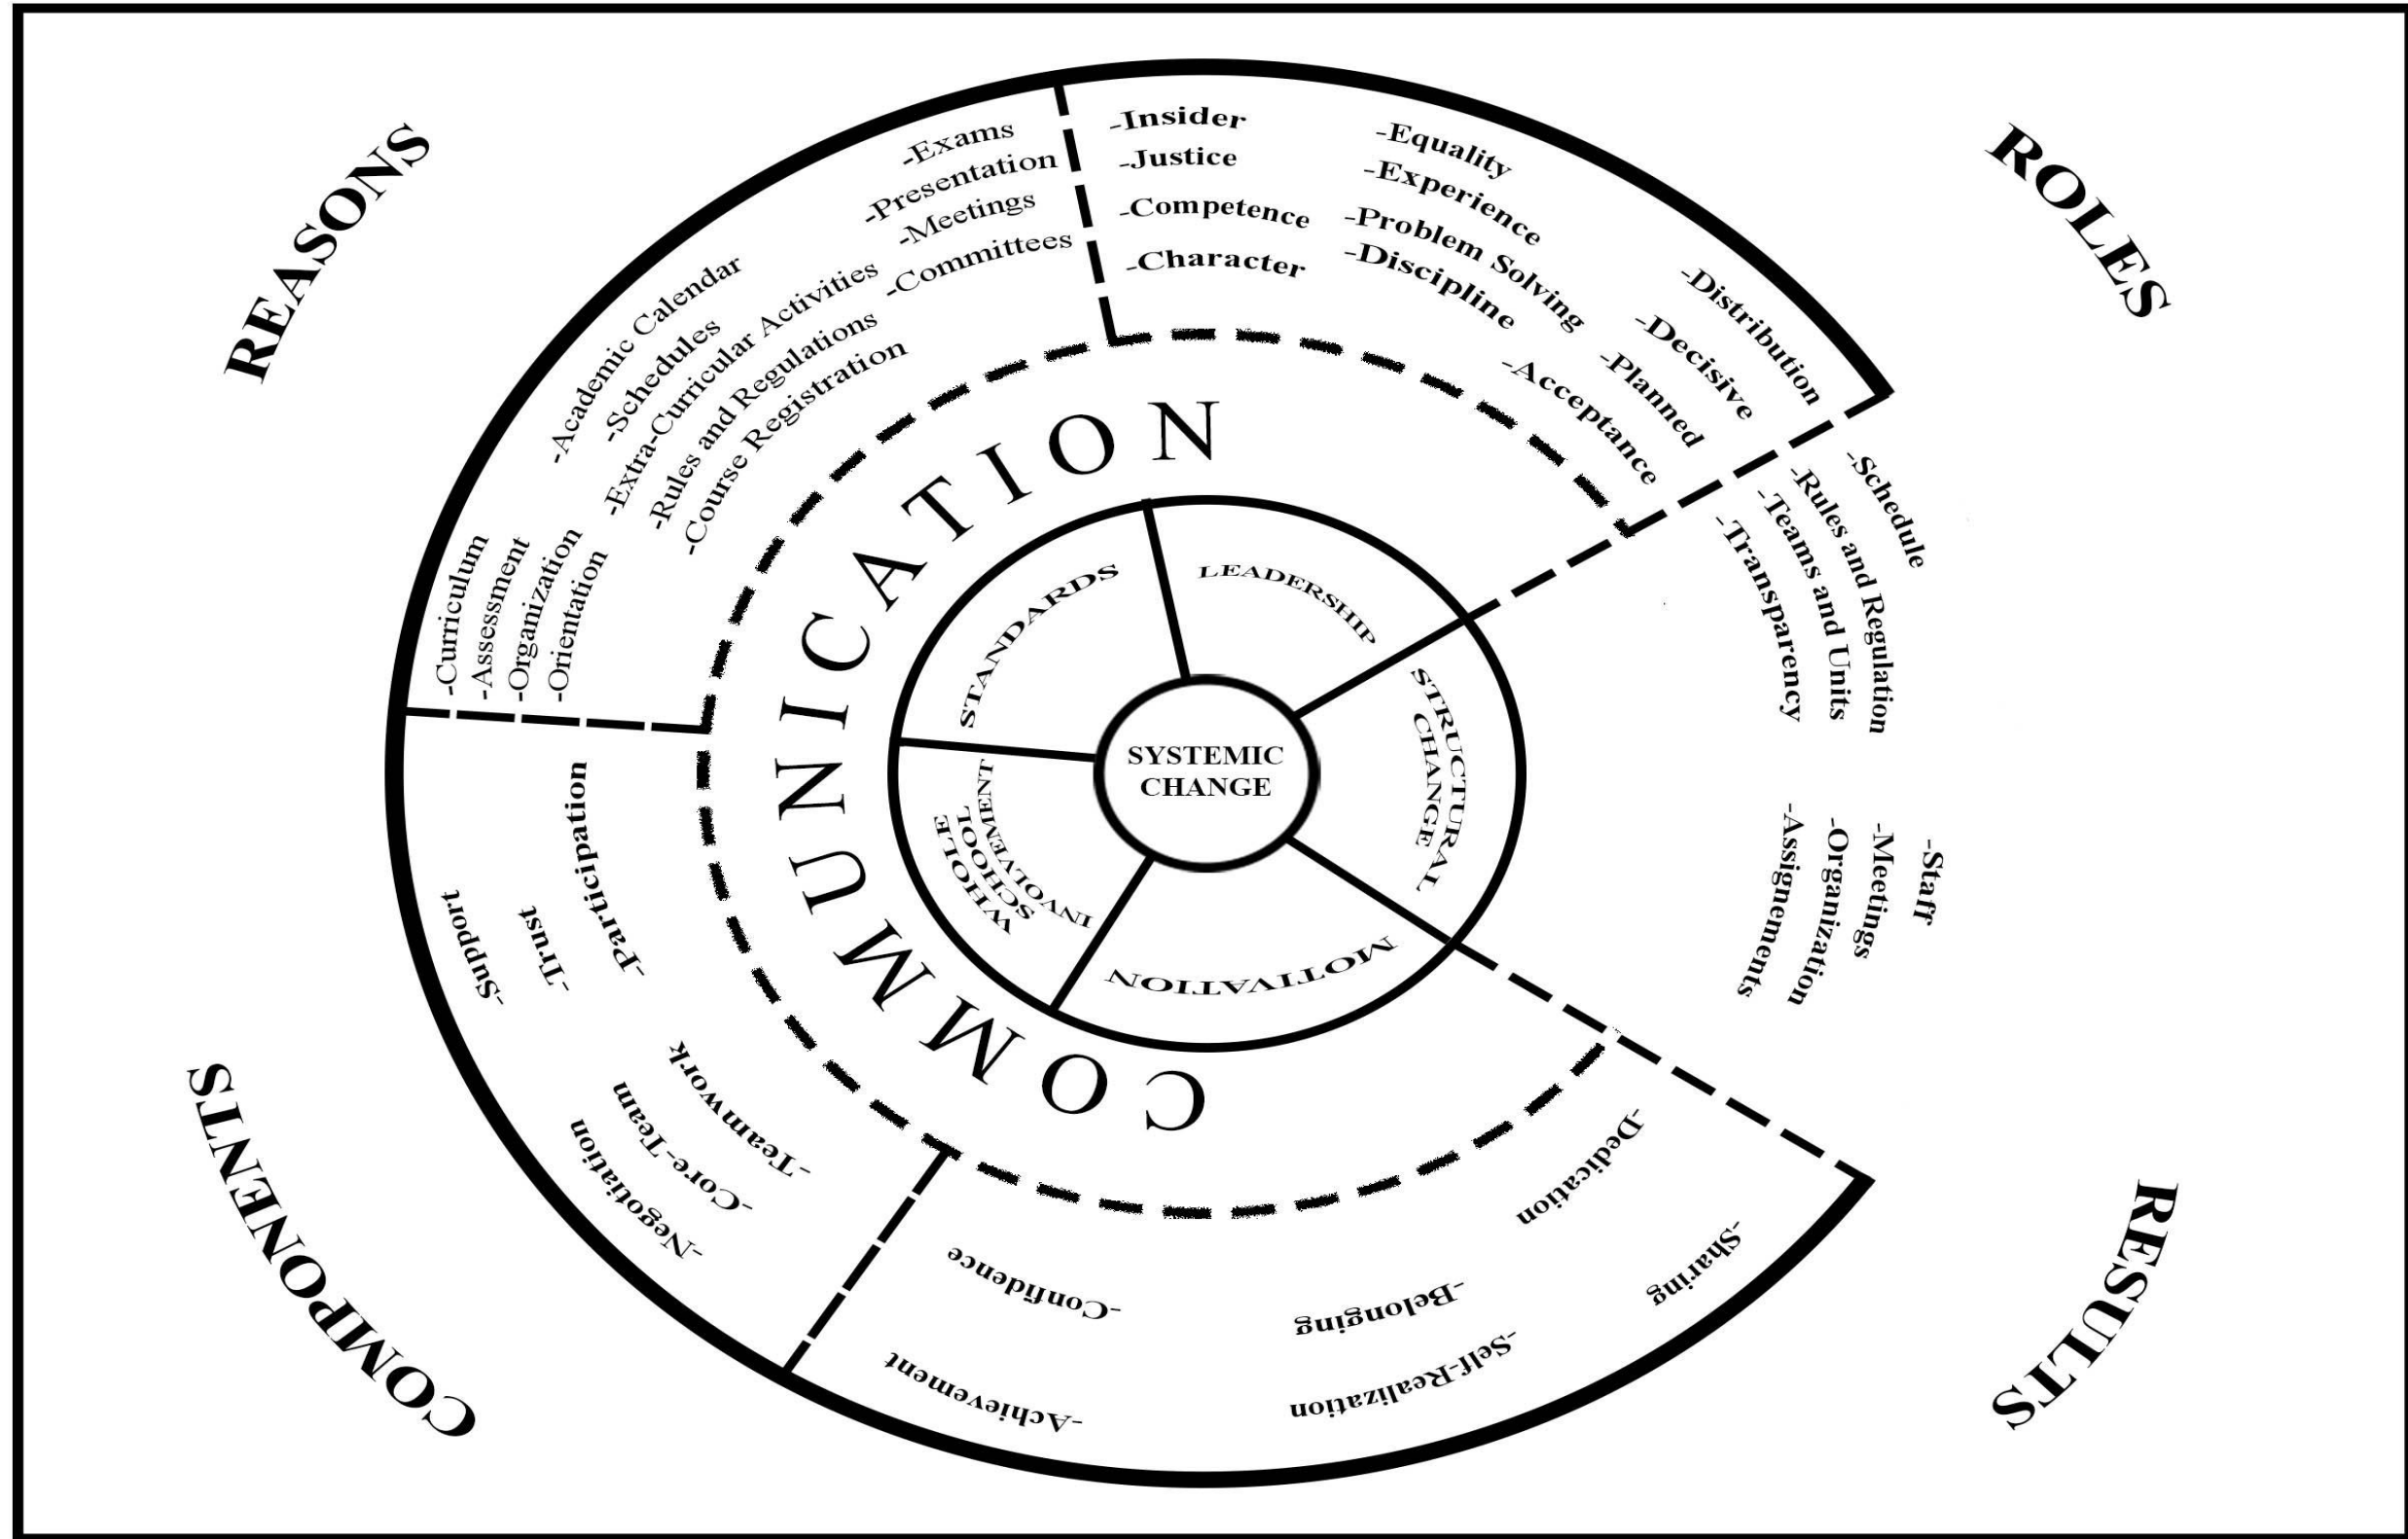 REASONS
ROLES
COMPONENTS
RESULTS
SYSTEMIC
CHANGE
STANDARDS
LEADERSHIP
STRUCTURAL
CHANGE
MOTIVATION
WHOLE
SCHOOL
INVOLVEMENT
COMMUNICATION
-Curriculum
-Assessment
-Organization
-Orientation
-Academic Calendar
-Schedules
-Extra-Curricular Activities
-Rules and Regulations
-Course Registration
-Exams
-Presentation
-Meetings
-Committees
-Insider
-Justice
-Competence
-Character
-Equality
-Experience
-Problem Solving
-Discipline
-Distribution
-Decisive
-Planned
-Acceptance
-Schedule
-Rules and Regulation
-Teams and Units
-Transparency
-Staff
-Meetings
-Organization
-Assignements
-Sharing
-Dedication
-Belonging
-Self-Realization
-Confidence
-Achievement
-Teamwork
-Core-Team
-Negotiation
-Participation
-Trust
-Support